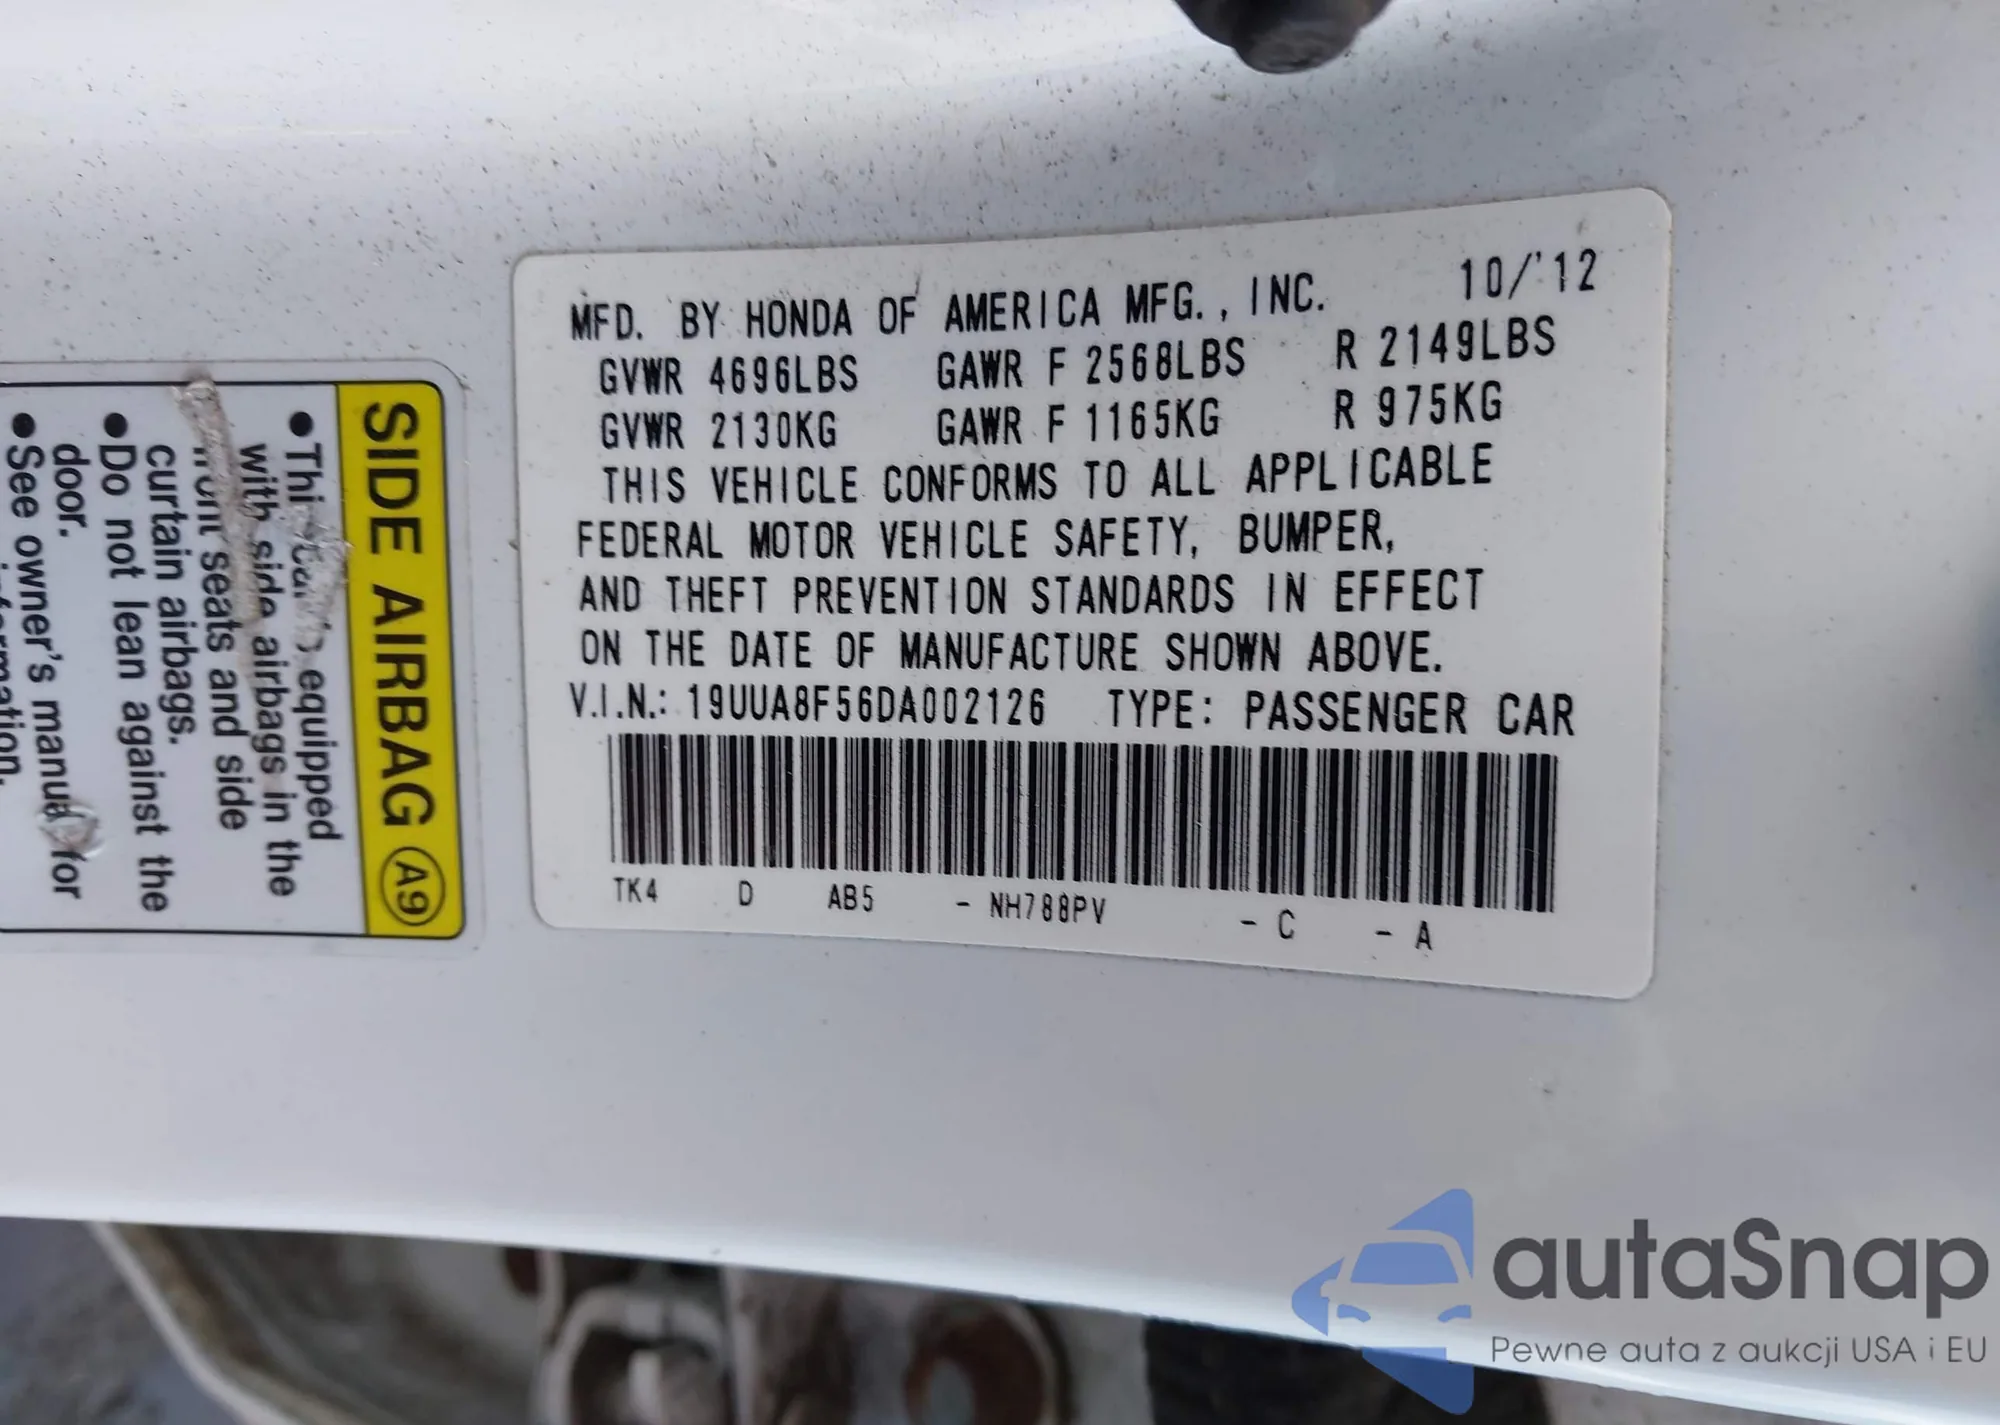 MFD. BY HONDA OF AMERICA MFG., INC. 10/'12
GVWR 4696LBS GAWR F 2568LBS R 2149LBS
GVWR 2130KG GAWR F 1165KG R 975KG
THIS VEHICLE CONFORMS TO ALL APPLICABLE
FEDERAL MOTOR VEHICLE SAFETY, BUMPER,
AND THEFT PREVENTION STANDARDS IN EFFECT
ON THE DATE OF MANUFACTURE SHOWN ABOVE.
V.I.N.: 19UUA8F56DA002126 TYPE: PASSENGER CAR
TK4 D AB5 - NH788PV - C - A
SIDE AIRBAG A9
● equipped
with side airbags in the
seats and side
curtain airbags.
● Do not lean against the
door.
● See owner's manual for
autaSnap
Pewne auta z aukcji USA i EU